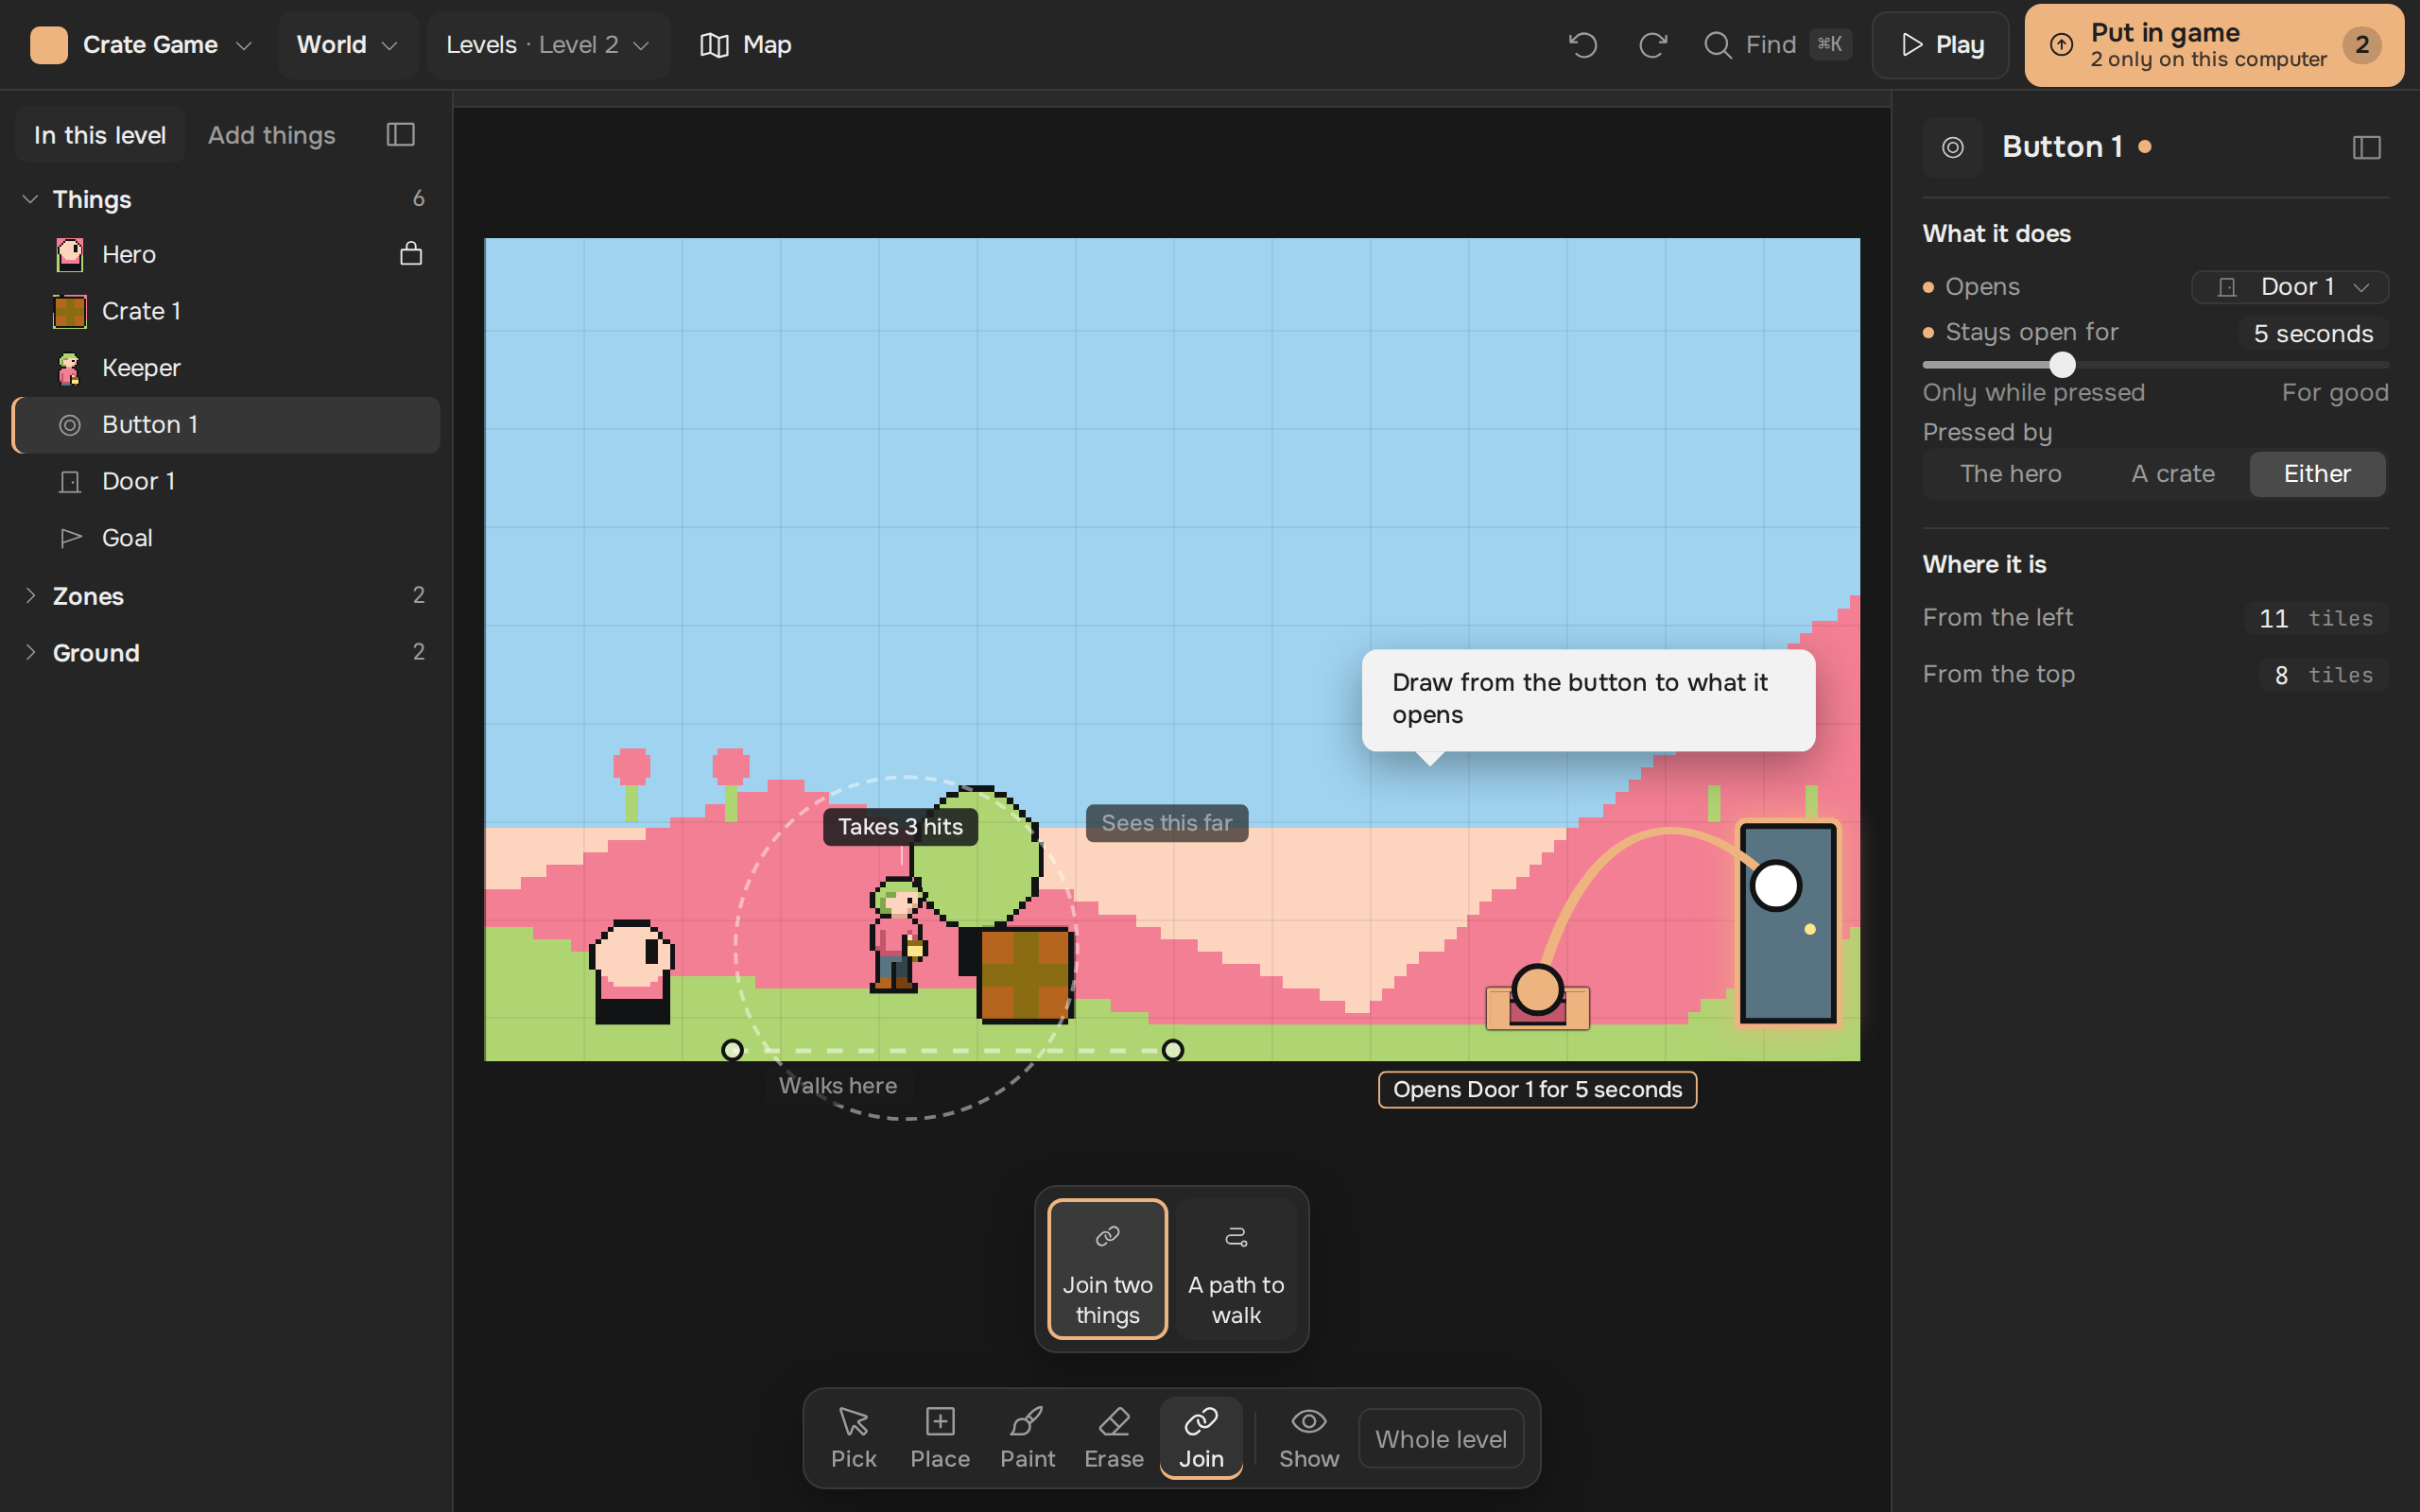 Crate Game
World
Levels · Level 2
Map
Find ⌘K
Play
Put in game
2 only on this computer
2
In this level
Add things
Things 6
Hero
Crate 1
Keeper
Button 1
Door 1
Goal
Zones 2
Ground 2
Draw from the button to what it
opens
Takes 3 hits
Sees this far
Walks here
Opens Door 1 for 5 seconds
Join two
things
A path to
walk
Pick
Place
Paint
Erase
Join
Show
Whole level
Button 1
What it does
Opens
Door 1
Stays open for
5 seconds
Only while pressed
For good
Pressed by
The hero
A crate
Either
Where it is
From the left
11 tiles
From the top
8 tiles